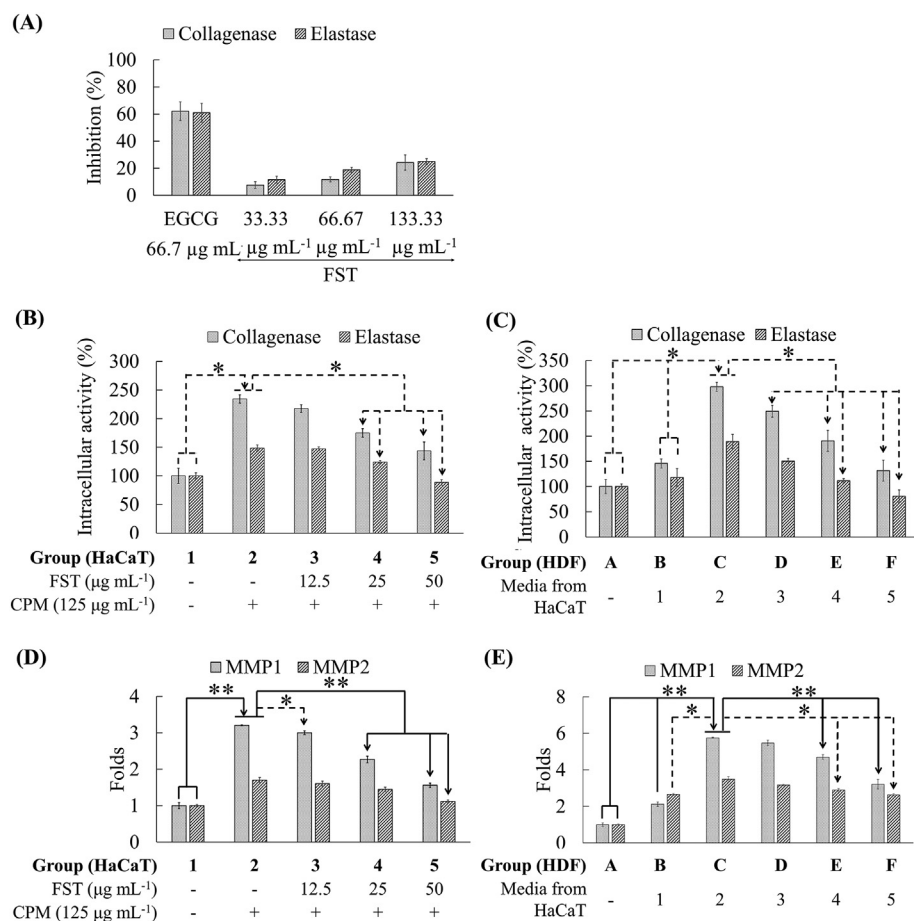 (A)
Collagenase Elastase
Inhibition (%)
100
80
60
40
20
0
EGCG 33.33 66.67 133.33
66.7 µg mL µg mL-1 µg mL-1 µg mL-1
FST
(B)
Collagenase Elastase
* *
Intracellular activity (%)
300
250
200
150
100
50
0
Group (HaCaT) 1 2 3 4 5
FST (µg mL-1) - - 12.5 25 50
CPM (125 µg mL-1) - + + + +
(C)
Collagenase Elastase
* *
Intracellular activity (%)
350
300
250
200
150
100
50
0
Group (HDF) A B C D E F
Media from
HaCaT - 1 2 3 4 5
(D)
MMP1 MMP2
** * **
Folds
4
3
2
1
0
Group (HaCaT) 1 2 3 4 5
FST (µg mL-1) - - 12.5 25 50
CPM (125 µg mL-1) - + + + +
(E)
MMP1 MMP2
** **
* *
Folds
8
6
4
2
0
Group (HDF) A B C D E F
Media from
HaCaT - 1 2 3 4 5